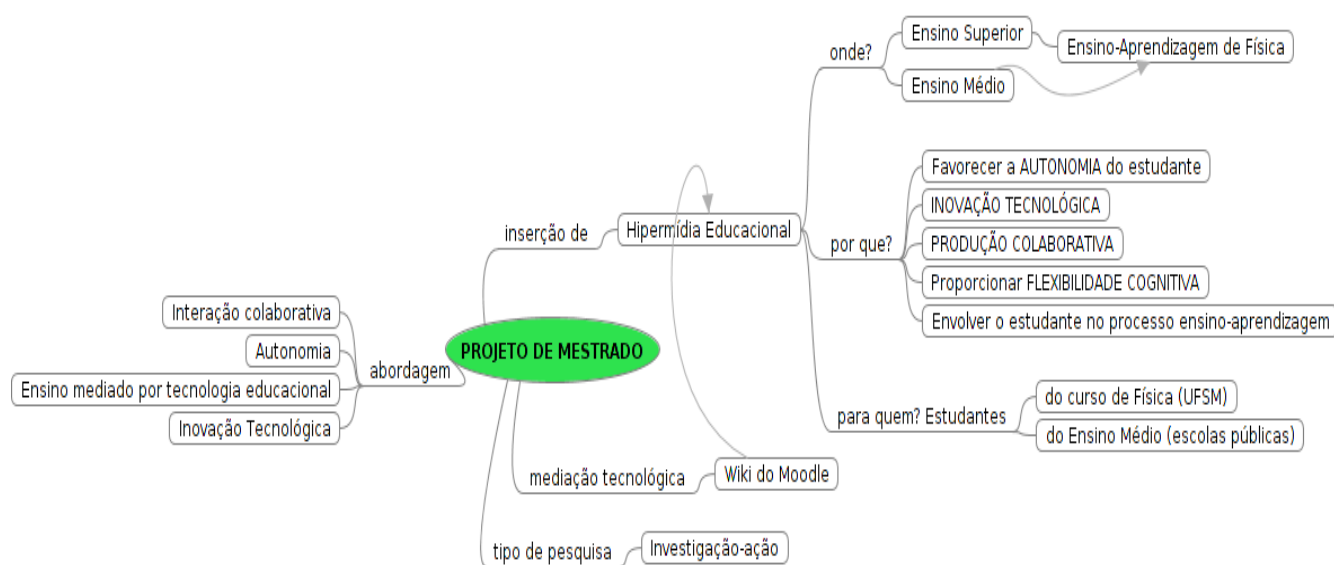 PROJETO DE MESTRADO
inserção de
Hipermídia Educacional
onde?
Ensino Superior
Ensino-Aprendizagem de Física
Ensino Médio
por que?
Favorecer a AUTONOMIA do estudante
INOVAÇÃO TECNOLÓGICA
PRODUÇÃO COLABORATIVA
Proporcionar FLEXIBILIDADE COGNITIVA
Envolver o estudante no processo ensino-aprendizagem
para quem? Estudantes
do curso de Física (UFSM)
do Ensino Médio (escolas públicas)
abordagem
Interação colaborativa
Autonomia
Ensino mediado por tecnologia educacional
Inovação Tecnológica
mediação tecnológica
Wiki do Moodle
tipo de pesquisa
Investigação-ação